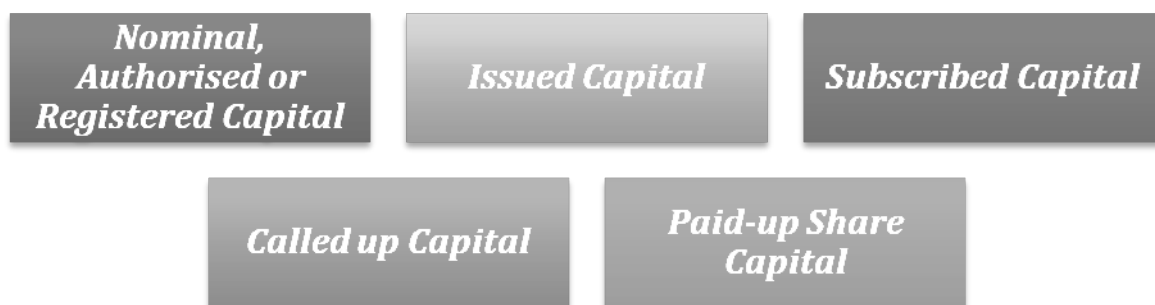 Nominal,
Authorised or
Registered Capital
Issued Capital
Subscribed Capital
Called up Capital
Paid-up Share
Capital